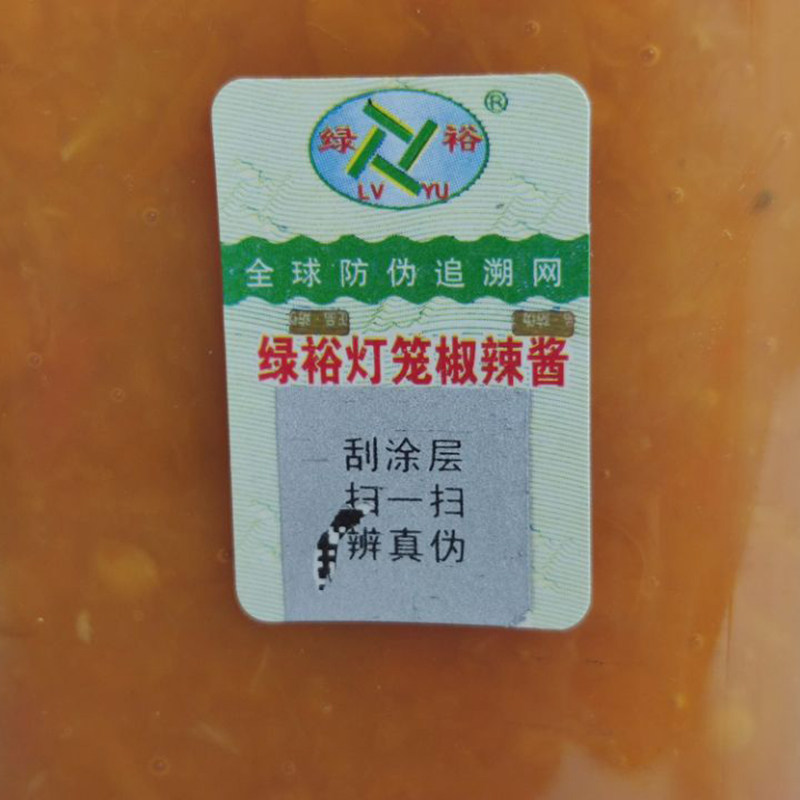 绿 裕 ®
LV YU
全球防伪追溯网
绿裕灯笼椒辣酱
刮涂层
扫一扫
辨真伪